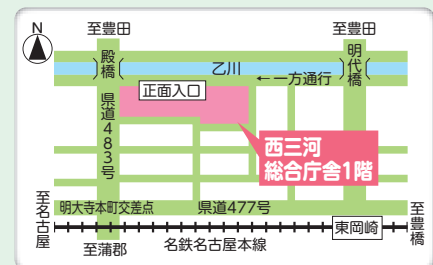 至豊田
至豊田
殿橋
乙川
明代橋
←一方通行
正面入口
県道483号
西三河
総合庁舎1階
至名古屋
明大寺本町交差点
県道477号
至豊橋
東岡崎
至蒲郡
名鉄名古屋本線
N